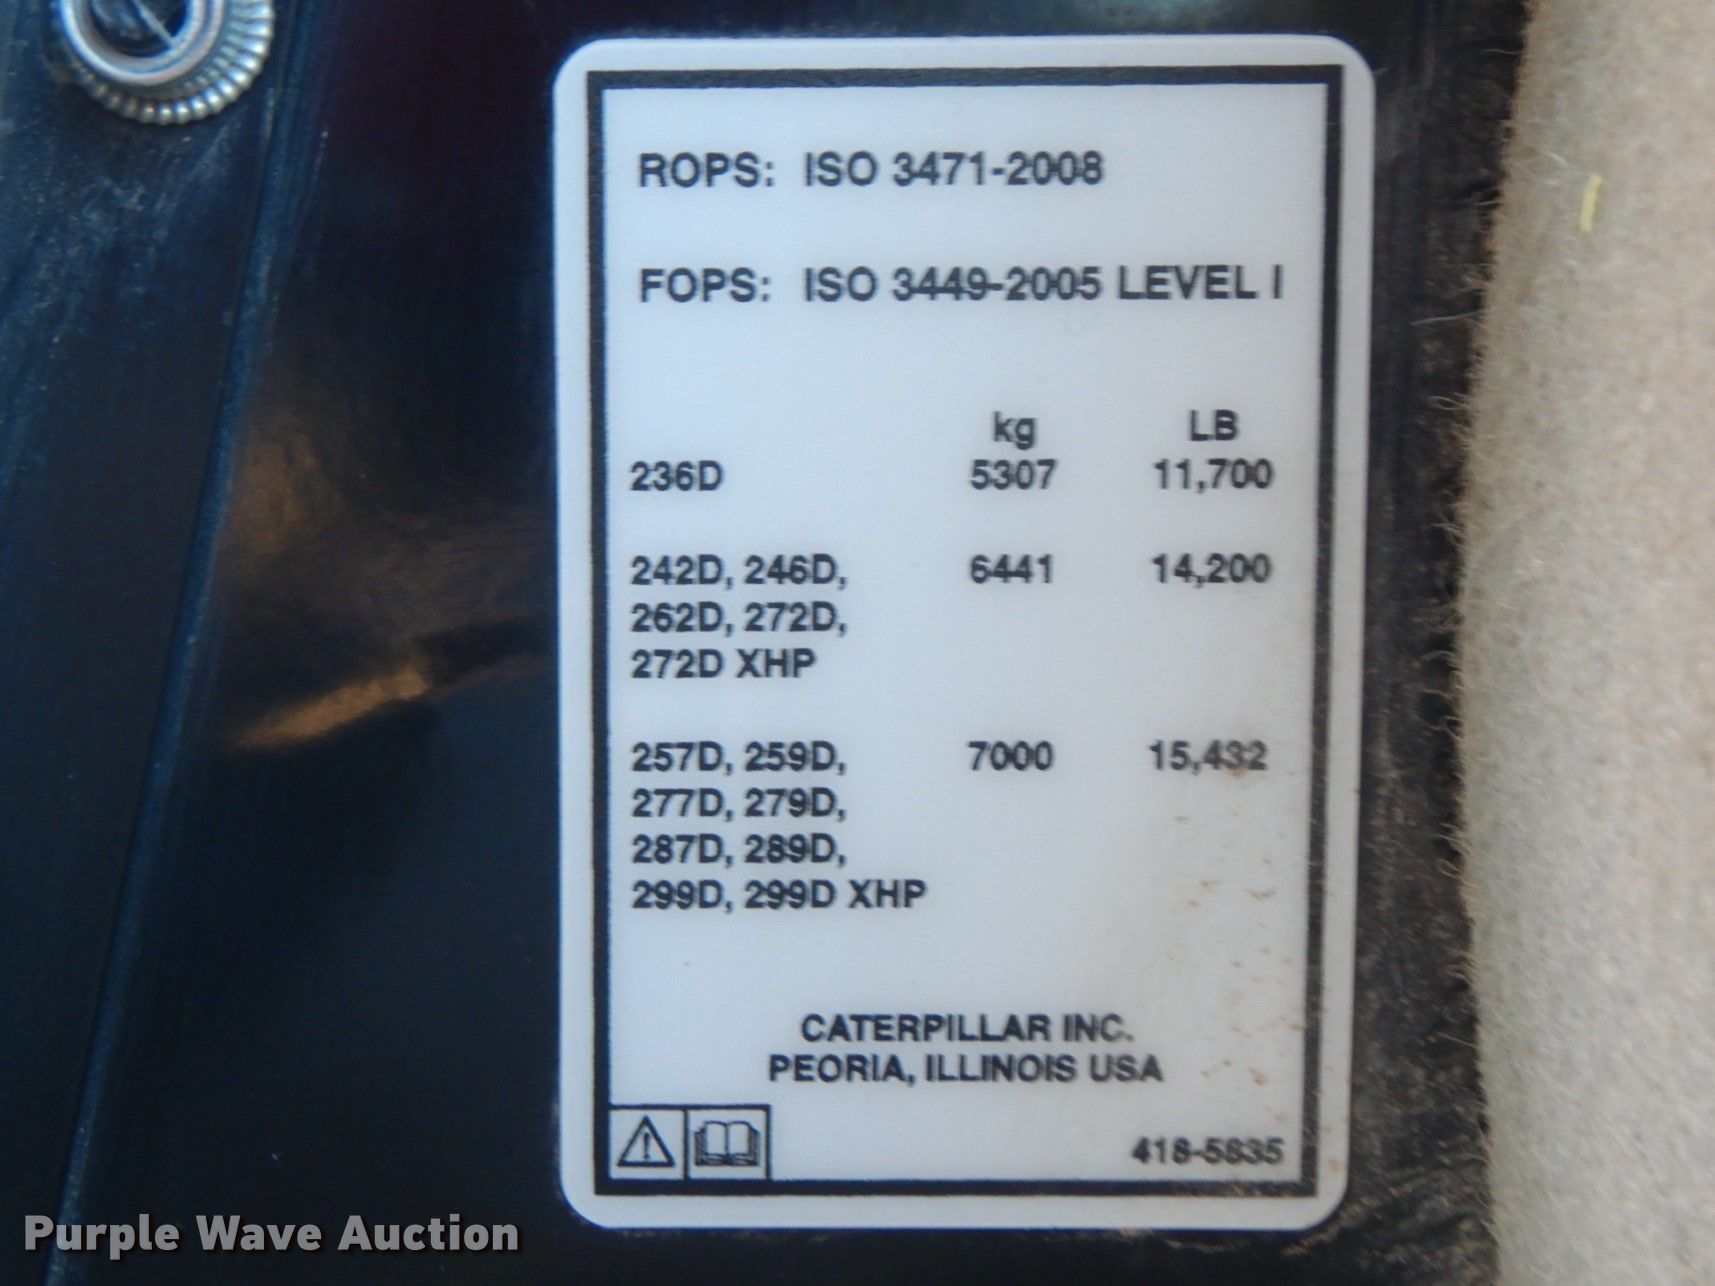 ROPS: ISO 3471-2008
FOPS: ISO 3449-2005 LEVEL I
kg LB
236D 5307 11,700
242D, 246D, 6441 14,200
262D, 272D,
272D XHP
257D, 259D, 7000 15,432
277D, 279D,
287D, 289D,
299D, 299D XHP
CATERPILLAR INC.
PEORIA, ILLINOIS USA
418-5835
Purple Wave Auction